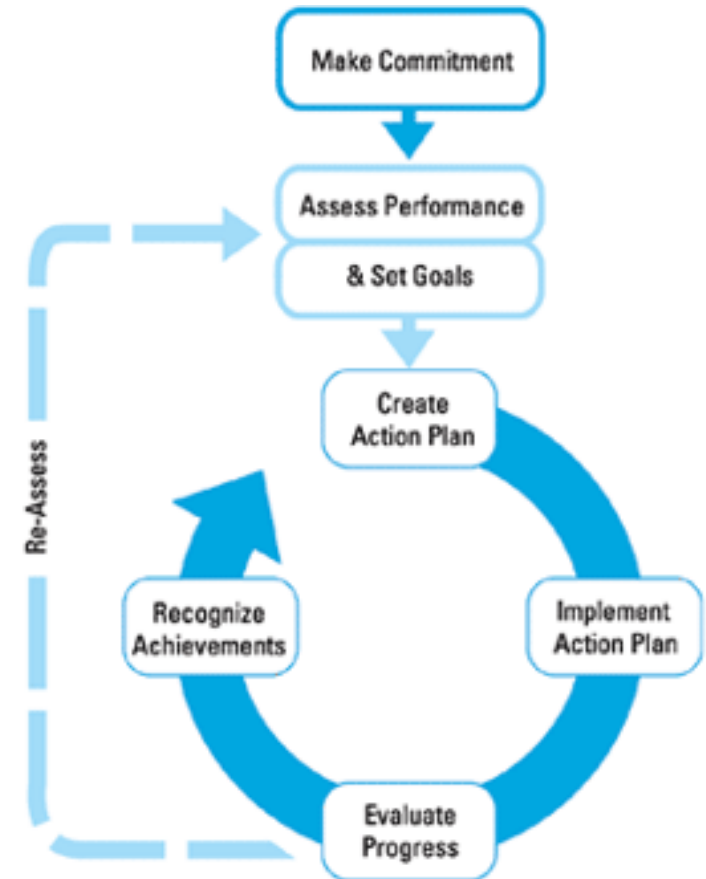 Make Commitment
Assess Performance
& Set Goals
Create
Action Plan
Re-Assess
Recognize
Achievements
Implement
Action Plan
Evaluate
Progress